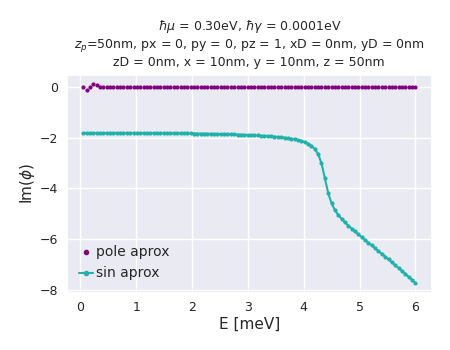 ℏμ = 0.30eV, ℏγ = 0.0001eV
z_p=50nm, px = 0, py = 0, pz = 1, xD = 0nm, yD = 0nm
zD = 0nm, x = 10nm, y = 10nm, z = 50nm
0
−2
−4
−6
−8
Im(ϕ)
pole aprox
sin aprox
0 1 2 3 4 5 6
E [meV]